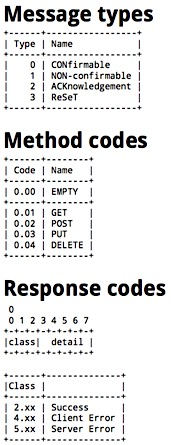 Message types
+------+-----------------+
| Type | Name            |
+------+-----------------+
|    0 | CONfirmable     |
|    1 | NON-confirmable |
|    2 | ACKnowledgement |
|    3 | ReSeT           |
+------+-----------------+
Method codes
+------+--------+
| Code | Name   |
+------+--------+
| 0.00 | EMPTY  |
+------+--------+
| 0.01 | GET    |
| 0.02 | POST   |
| 0.03 | PUT    |
| 0.04 | DELETE |
+------+--------+
Response codes
0
0 1 2 3 4 5 6 7
+-+-+-+-+-+-+-+-+
|class|  detail |
+-+-+-+-+-+-+-+-+
+------+--------------+
|Class |              |
+------+--------------+
| 2.xx | Success      |
| 4.xx | Client Error |
| 5.xx | Server Error |
+------+--------------+